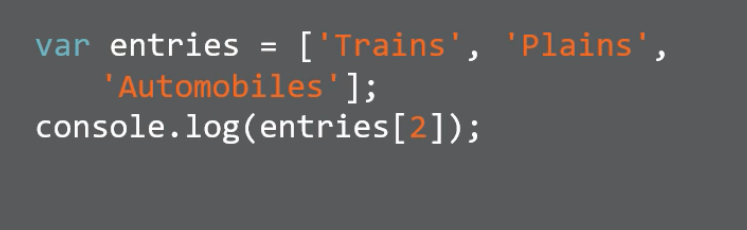 var entries = ['Trains', 'Plains',
'Automobiles'];
console.log(entries[2]);